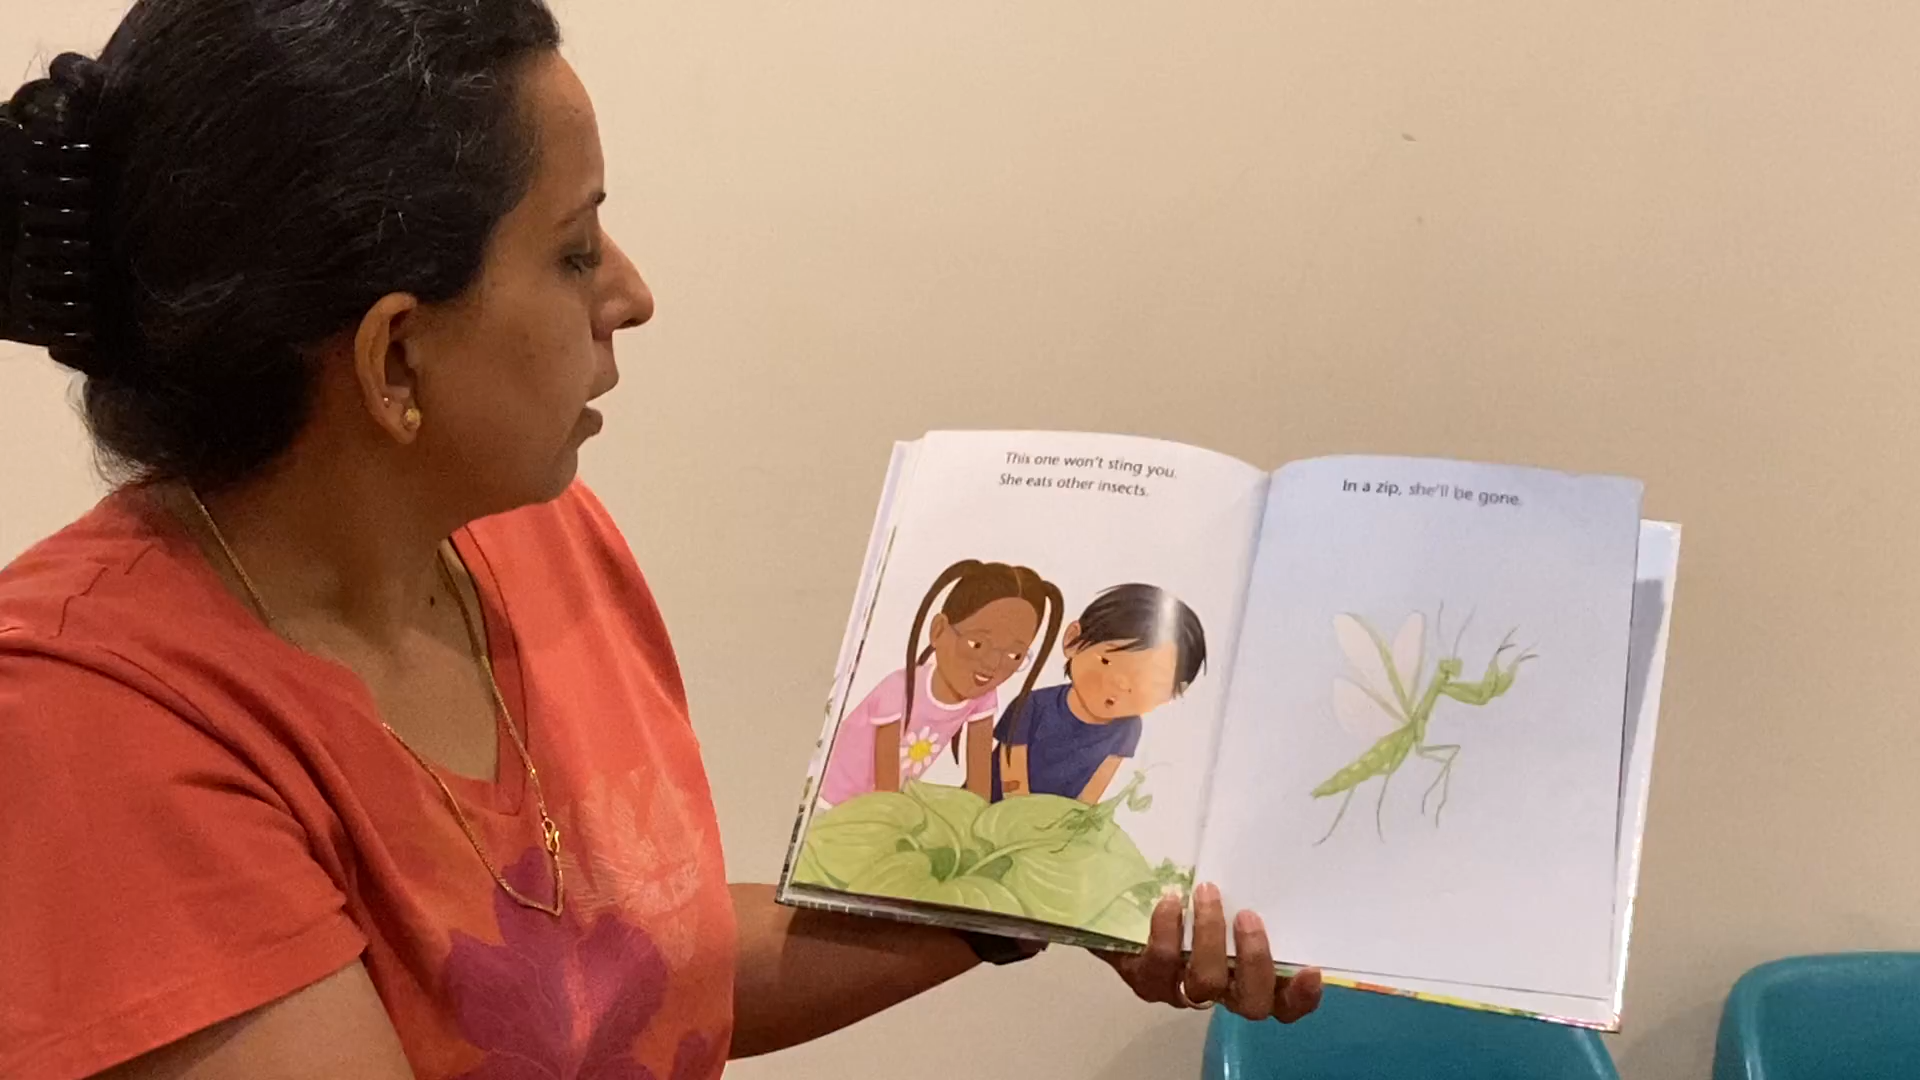 This one won't sting you.
She eats other insects.
In a zip, she'll be gone.